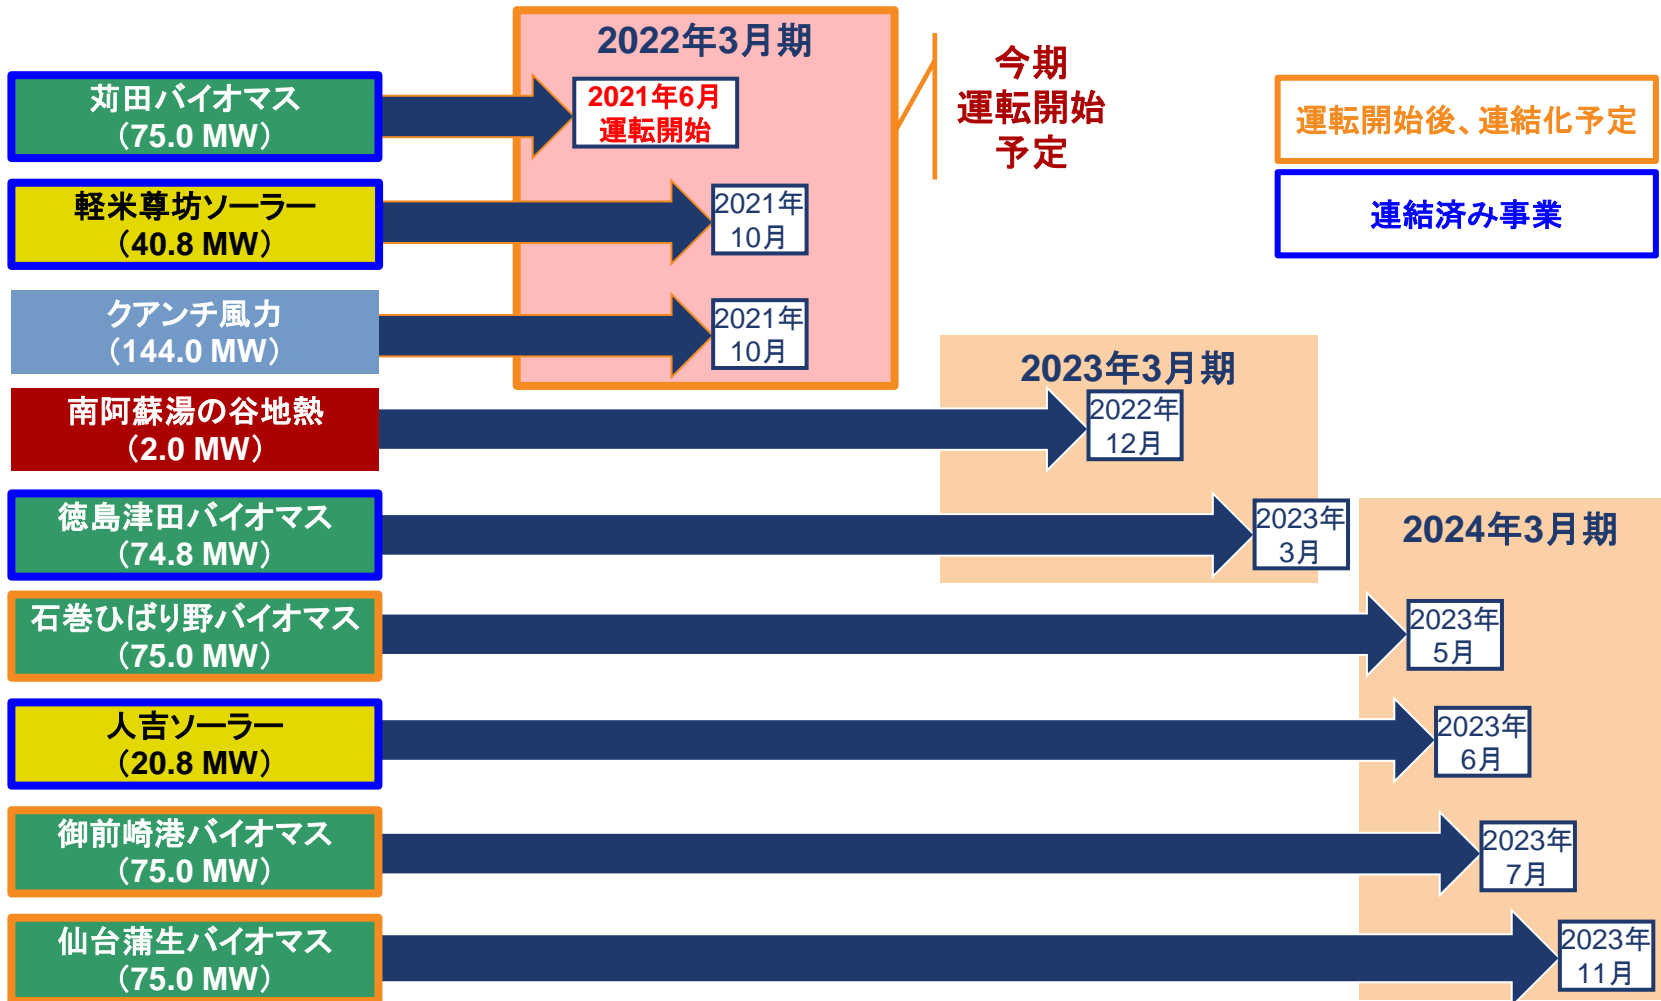 2022年3月期
今期
運転開始
予定
運転開始後、連結化予定
連結済み事業
苅田バイオマス
（75.0 MW）
2021年6月
運転開始
軽米尊坊ソーラー
（40.8 MW）
2021年
10月
クアンチ風力
（144.0 MW）
2021年
10月
2023年3月期
南阿蘇湯の谷地熱
（2.0 MW）
2022年
12月
徳島津田バイオマス
（74.8 MW）
2023年
3月
2024年3月期
石巻ひばり野バイオマス
（75.0 MW）
2023年
5月
人吉ソーラー
（20.8 MW）
2023年
6月
御前崎港バイオマス
（75.0 MW）
2023年
7月
仙台蒲生バイオマス
（75.0 MW）
2023年
11月